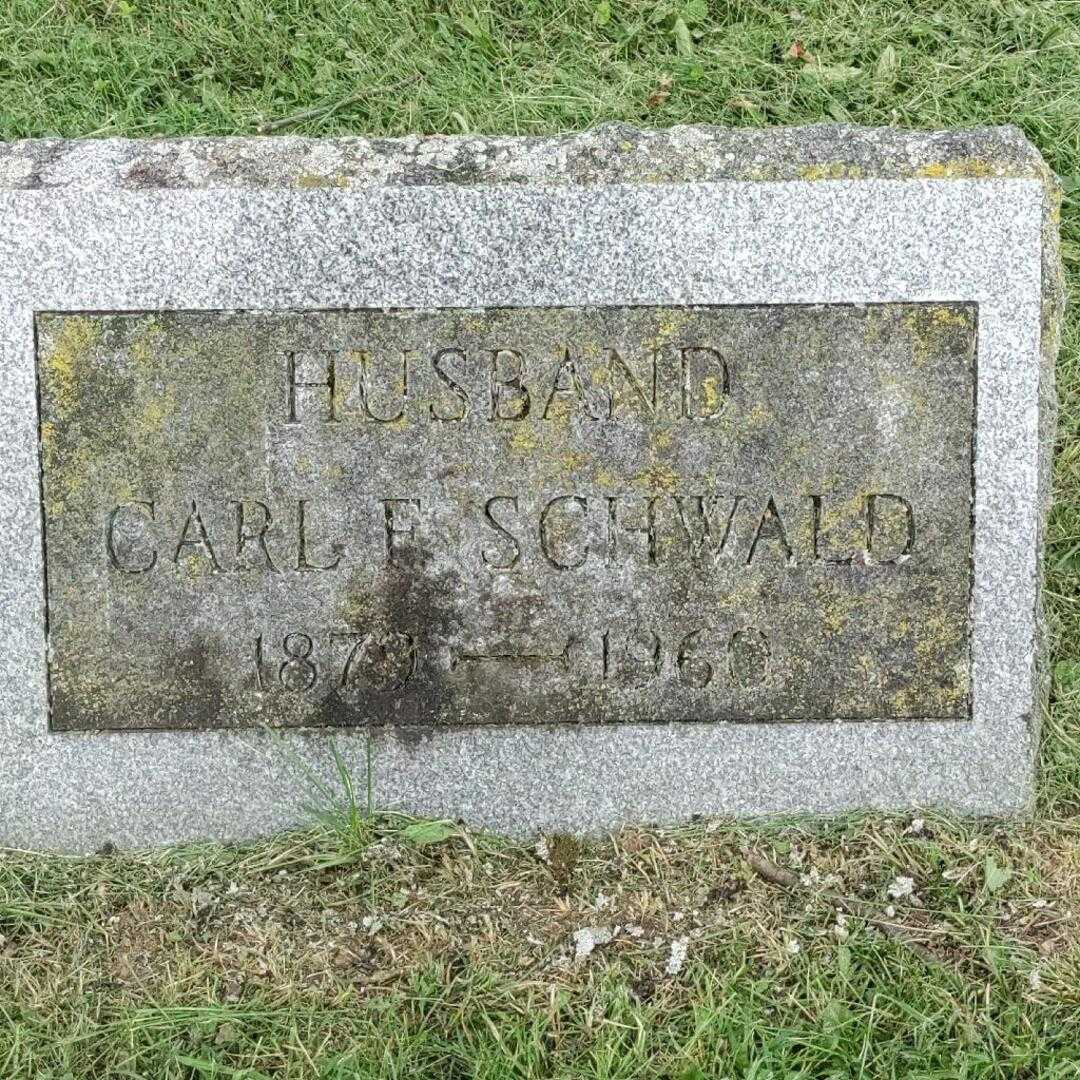 HUSBAND
CARL F. SCHWALD
1879 — 1960